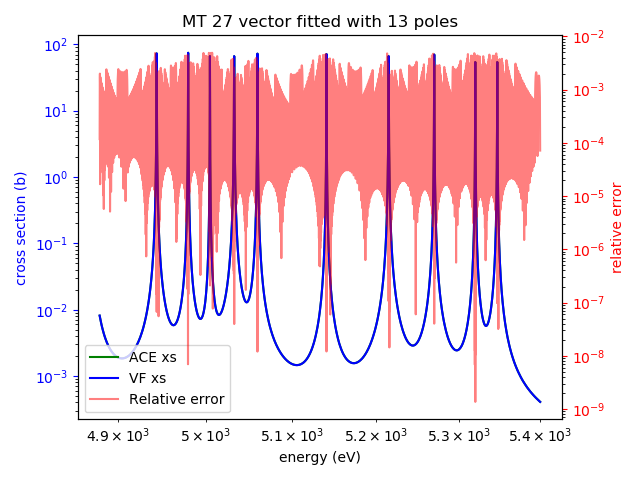 MT 27 vector fitted with 13 poles
10²
10¹
10⁰
10⁻¹
10⁻²
10⁻³
cross section (b)
10⁻²
10⁻³
10⁻⁴
10⁻⁵
10⁻⁶
10⁻⁷
10⁻⁸
10⁻⁹
relative error
ACE xs
VF xs
Relative error
4.9 × 10³ 5 × 10³ 5.1 × 10³ 5.2 × 10³ 5.3 × 10³ 5.4 × 10³
energy (eV)